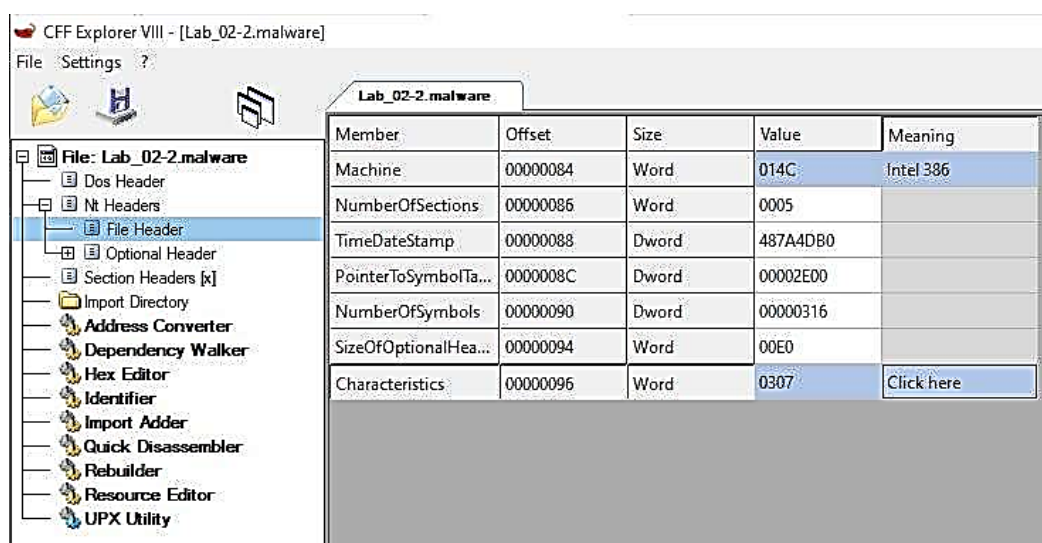 CFF Explorer VIII - [Lab_02-2.malware]
File Settings ?
Lab_02-2.malware
File: Lab_02-2.malware
Dos Header
Nt Headers
File Header
Optional Header
Section Headers [x]
Import Directory
Address Converter
Dependency Walker
Hex Editor
Identifier
Import Adder
Quick Disassembler
Rebuilder
Resource Editor
UPX Utility
Member Offset Size Value Meaning
Machine 00000084 Word 014C Intel 386
NumberOfSections 00000086 Word 0005
TimeDateStamp 00000088 Dword 487A4DB0
PointerToSymbolTa... 0000008C Dword 00002E00
NumberOfSymbols 00000090 Dword 00000316
SizeOfOptionalHea... 00000094 Word 00E0
Characteristics 00000096 Word 0307 Click here